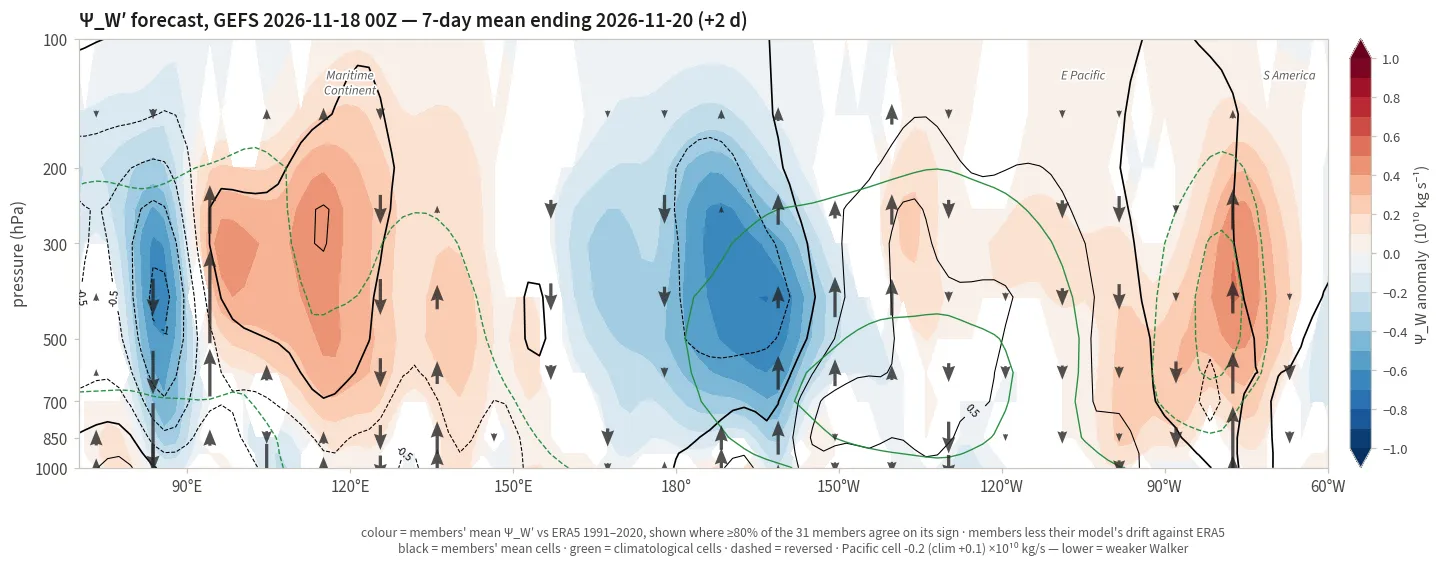 Ψ_W′ forecast, GEFS 2026-11-18 00Z — 7-day mean ending 2026-11-20 (+2 d)
100
200
300
400
500
700
850
1000
pressure (hPa)
Maritime
Continent
E Pacific
S America
-0.5
-0.5
0.5
90°E
120°E
150°E
180°
150°W
120°W
90°W
60°W
1.0
0.8
0.6
0.4
0.2
0.0
−0.2
−0.4
−0.6
−0.8
−1.0
Ψ_W anomaly (10¹⁰ kg s⁻¹)
colour = members' mean Ψ_W′ vs ERA5 1991–2020, shown where ≥80% of the 31 members agree on its sign · members less their model's drift against ERA5
black = members' mean cells · green = climatological cells · dashed = reversed · Pacific cell -0.2 (clim +0.1) ×10¹⁰ kg/s — lower = weaker Walker